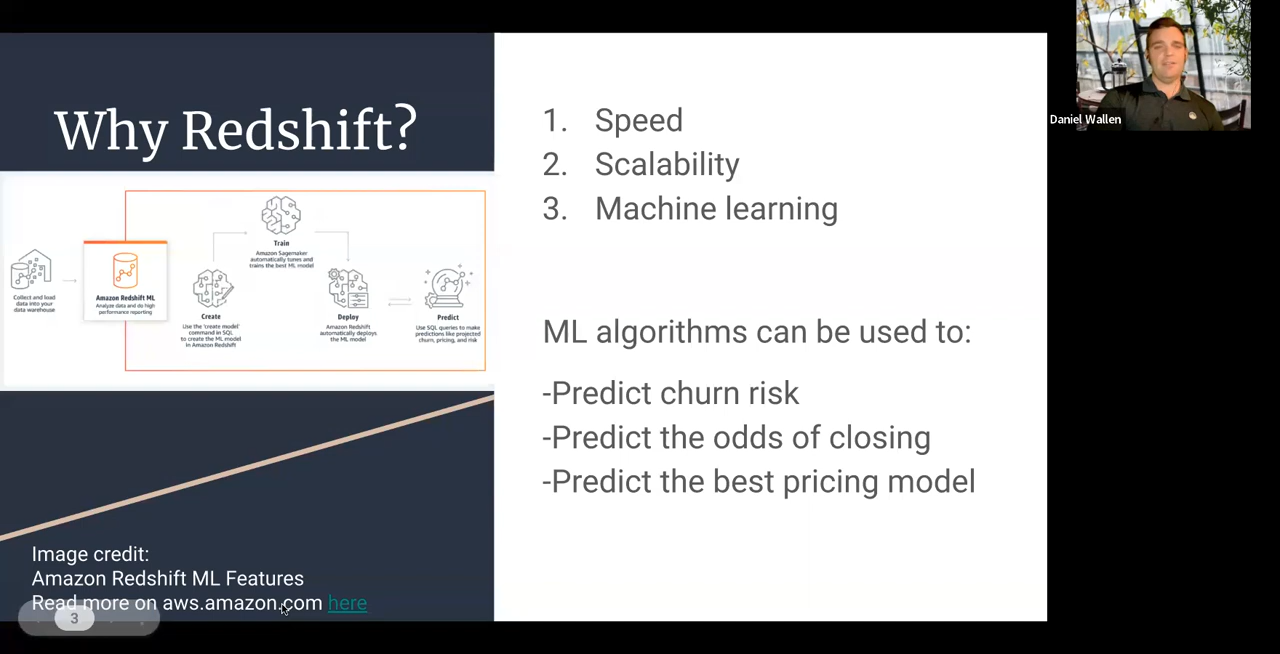 Why Redshift?
Collect and load
data into your
data warehouse
Amazon Redshift ML
Analyze data and do high
performance reporting
Train
Amazon Sagemaker
automatically tunes and
trains the best ML model
Create
Use the 'create model'
command in SQL
to create the ML model
in Amazon Redshift
Deploy
Amazon Redshift
automatically deploys
the ML model
Predict
Use SQL queries to make
predictions like projected
churn, pricing, and risk
Image credit:
Amazon Redshift ML Features
Read more on aws.amazon.com here
3
1. Speed
2. Scalability
3. Machine learning
ML algorithms can be used to:
-Predict churn risk
-Predict the odds of closing
-Predict the best pricing model
Daniel Wallen